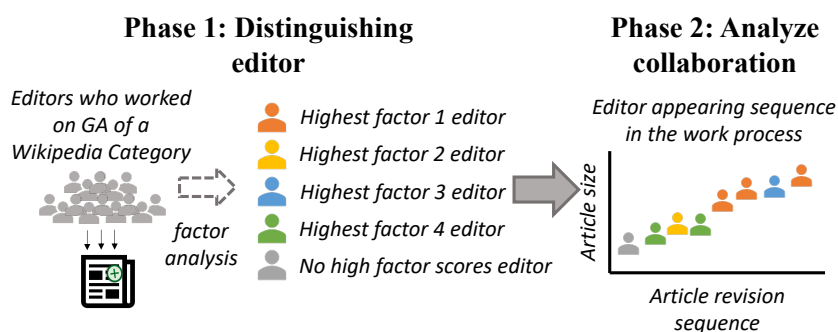 Phase 1: Distinguishing
editor
Editors who worked
on GA of a
Wikipedia Category
factor
analysis
Highest factor 1 editor
Highest factor 2 editor
Highest factor 3 editor
Highest factor 4 editor
No high factor scores editor
Phase 2: Analyze
collaboration
Editor appearing sequence
in the work process
Article size
Article revision
sequence